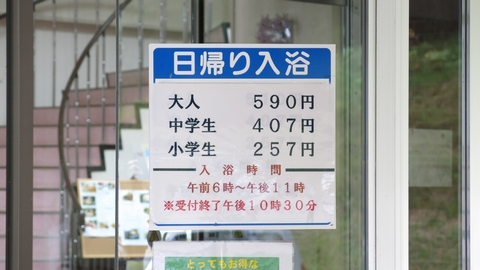 日帰り入浴
大人 590円
中学生 407円
小学生 257円
入浴時間
午前6時~午後11時
※受付終了午後10時30分
とってもお得な